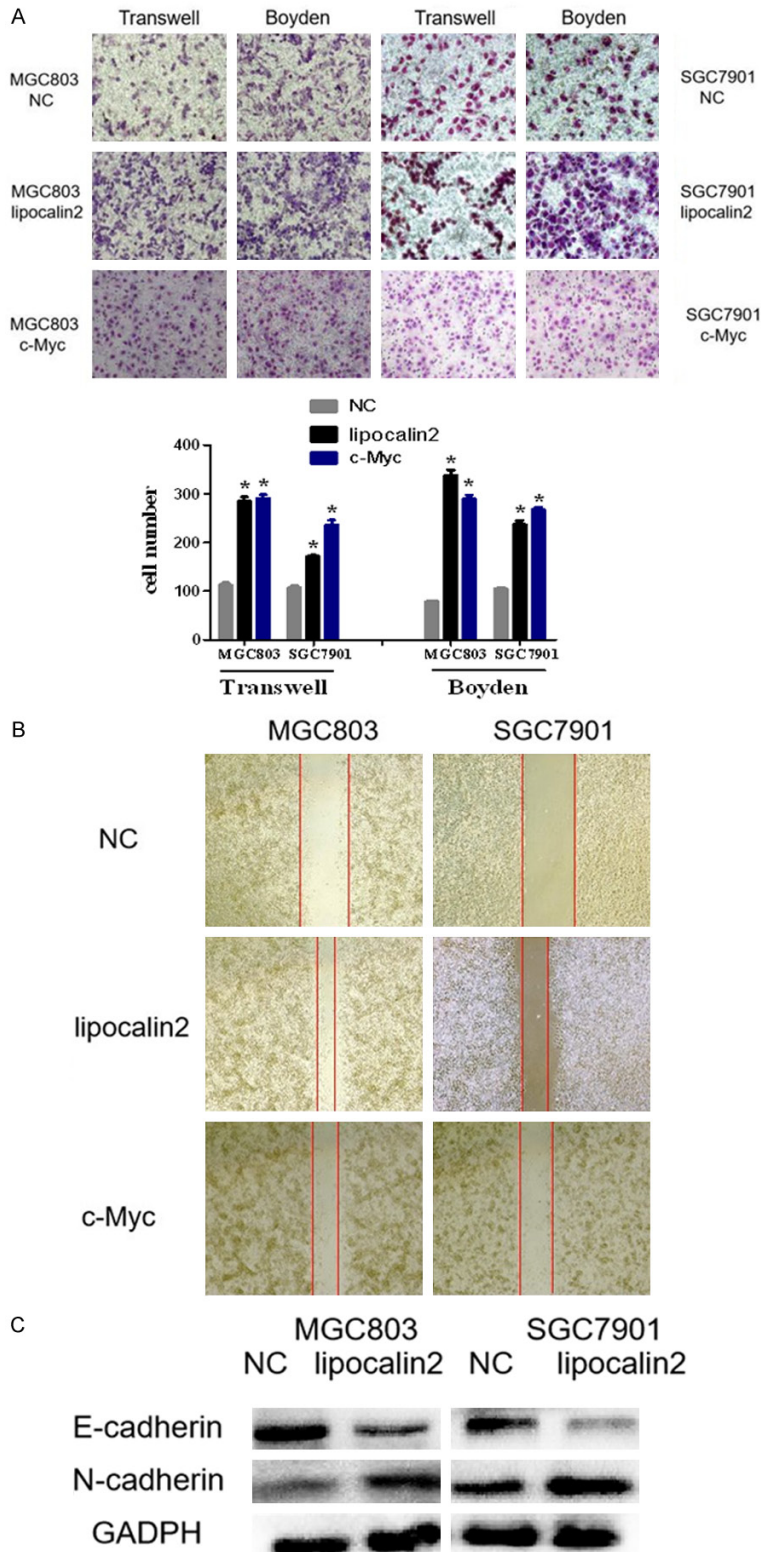 A
Transwell Boyden Transwell Boyden
MGC803
NC
SGC7901
NC
MGC803
lipocalin2
SGC7901
lipocalin2
MGC803
c-Myc
SGC7901
c-Myc
NC
lipocalin2
c-Myc
cell number
400
300
200
100
0
* * * * * * * *
MGC803 SGC7901 MGC803 SGC7901
Transwell Boyden
B
MGC803 SGC7901
NC
lipocalin2
c-Myc
C
MGC803 SGC7901
NC lipocalin2 NC lipocalin2
E-cadherin
N-cadherin
GADPH